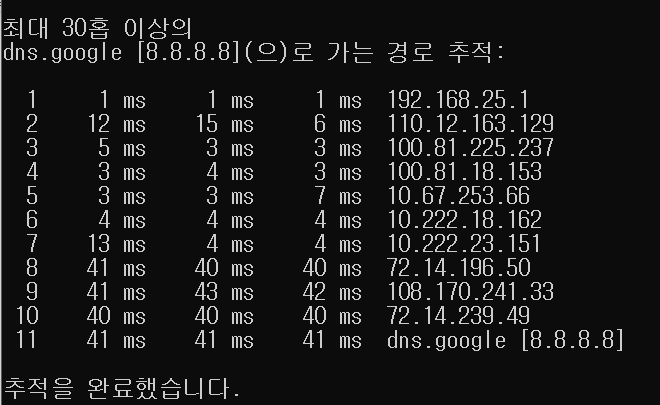 최대 30홉 이상의
dns.google [8.8.8.8](으)로 가는 경로 추적:
1 1 ms 1 ms 1 ms 192.168.25.1
2 12 ms 15 ms 6 ms 110.12.163.129
3 5 ms 3 ms 3 ms 100.81.225.237
4 3 ms 4 ms 3 ms 100.81.18.153
5 3 ms 3 ms 7 ms 10.67.253.66
6 4 ms 4 ms 4 ms 10.222.18.162
7 13 ms 4 ms 4 ms 10.222.23.151
8 41 ms 40 ms 40 ms 72.14.196.50
9 41 ms 43 ms 42 ms 108.170.241.33
10 40 ms 40 ms 40 ms 72.14.239.49
11 41 ms 41 ms 41 ms dns.google [8.8.8.8]
추적을 완료했습니다.